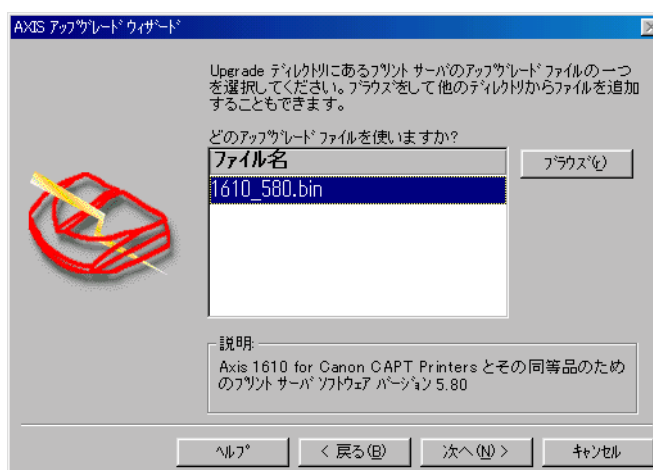 AXIS アップグレード ウィザード
Upgrade ディレクトリにあるプリント サーバのアップグレード ファイルの一つ
を選択してください。ブラウズをして他のディレクトリからファイルを追加
することもできます。
どのアップグレード ファイルを使いますか?
ファイル名
ブラウズ(r)
1610_580.bin
説明:
Axis 1610 for Canon CAPT Printers とその同等品のため
のプリント サーバ ソフトウェア バージョン 5.80
ヘルプ
< 戻る(B)
次へ(N) >
キャンセル